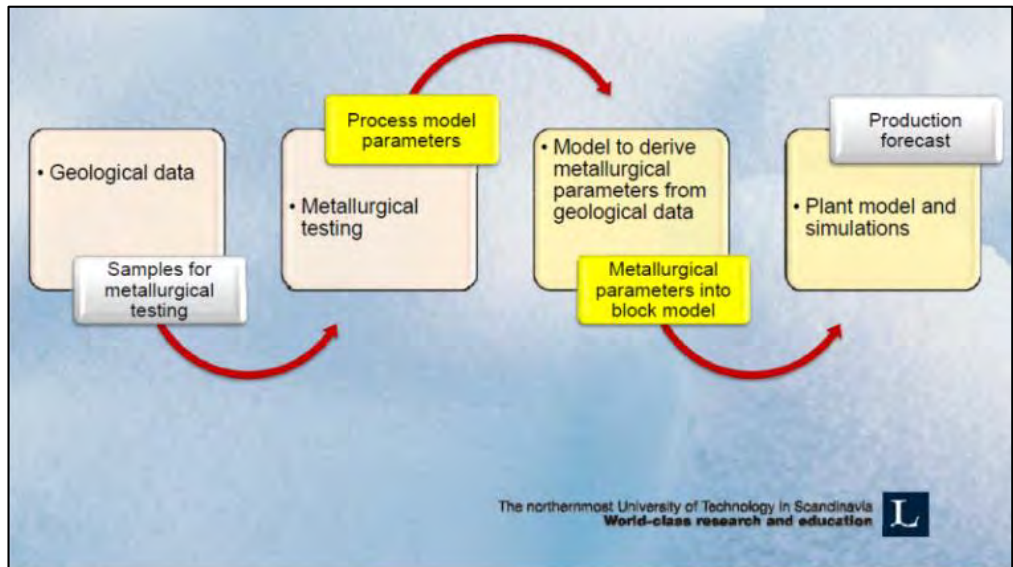 • Geological data
Samples for
metallurgical
testing
Process model
parameters
• Metallurgical
testing
• Model to derive
metallurgical
parameters from
geological data
Metallurgical
parameters into
block model
Production
forecast
• Plant model and
simulations
The northernmost University of Technology in Scandinavia
World-class research and education
L